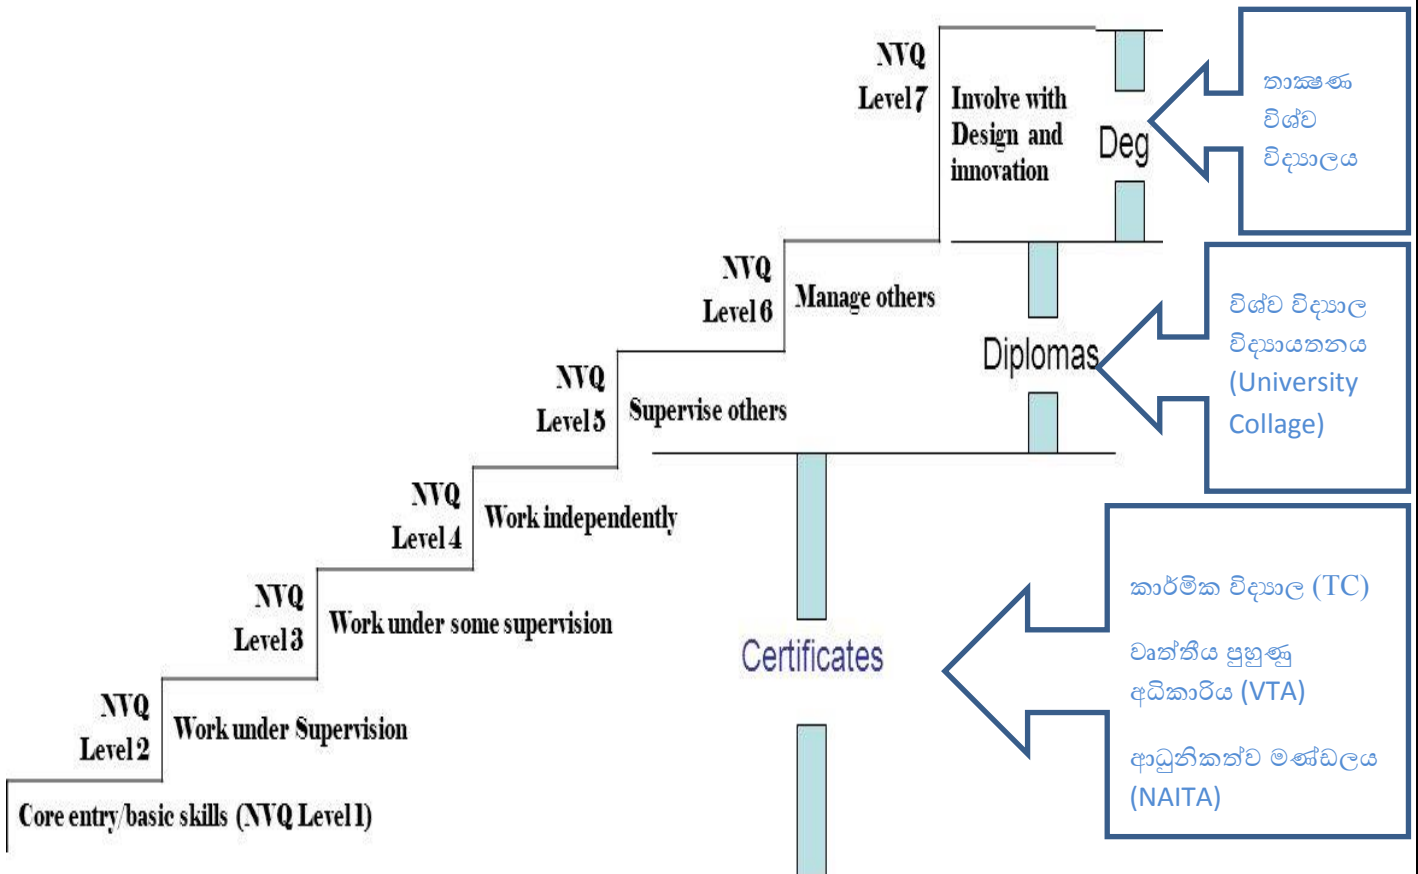 NVQ
Level 7
Involve with
Design and
innovation
Deg
තාක්‍ෂණ
විශ්ව
විද්‍යාලය
NVQ
Level 6
Manage others
Diplomas
විශ්ව විද්‍යාල
විද්‍යායතනය
(University
Collage)
NVQ
Level 5
Supervise others
NVQ
Level 4
Work independently
NVQ
Level 3
Work under some supervision
Certificates
කාර්මික විද්‍යාල (TC)
වෘත්තීය පුහුණු
අධිකාරිය (VTA)
ආධුනිකත්ව මණ්ඩලය
(NAITA)
NVQ
Level 2
Work under Supervision
Core entry/basic skills (NVQ Level 1)